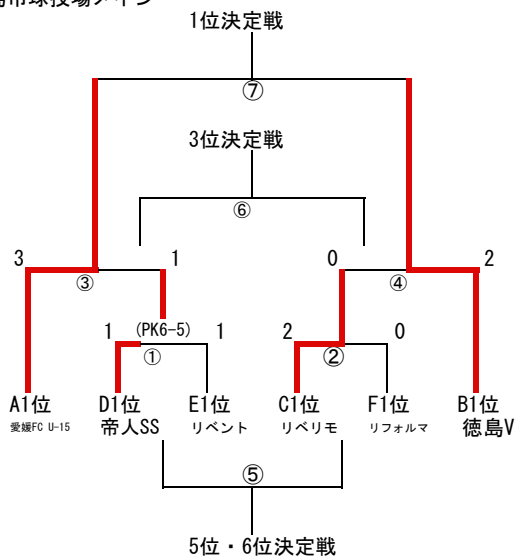 1位決定戦
⑦
3位決定戦
⑥
3 1 0 2
③ ④
1 (PK6-5) 1 2 0
① ②
A1位 D1位 E1位 C1位 F1位 B1位
愛媛FC U-15 帝人SS リベント リベリモ リフォルマ 徳島V
⑤
5位・6位決定戦